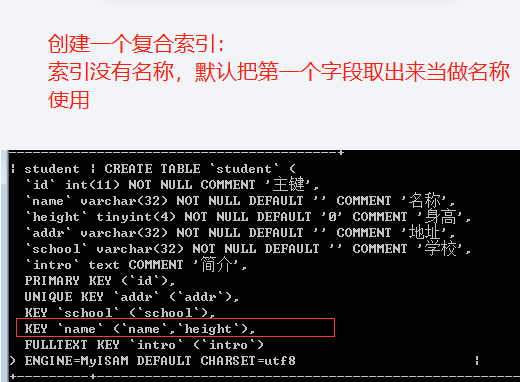 创建一个复合索引：
索引没有名称，默认把第一个字段取出来当做名称
使用
| student | CREATE TABLE `student` (
`id` int(11) NOT NULL COMMENT '主键',
`name` varchar(32) NOT NULL DEFAULT '' COMMENT '名称',
`height` tinyint(4) NOT NULL DEFAULT '0' COMMENT '身高',
`addr` varchar(32) NOT NULL DEFAULT '' COMMENT '地址',
`school` varchar(32) NOT NULL DEFAULT '' COMMENT '学校',
`intro` text COMMENT '简介',
PRIMARY KEY (`id`),
UNIQUE KEY `addr` (`addr`),
KEY `school` (`school`),
KEY `name` (`name`,`height`),
FULLTEXT KEY `intro` (`intro`)
) ENGINE=MyISAM DEFAULT CHARSET=utf8 |